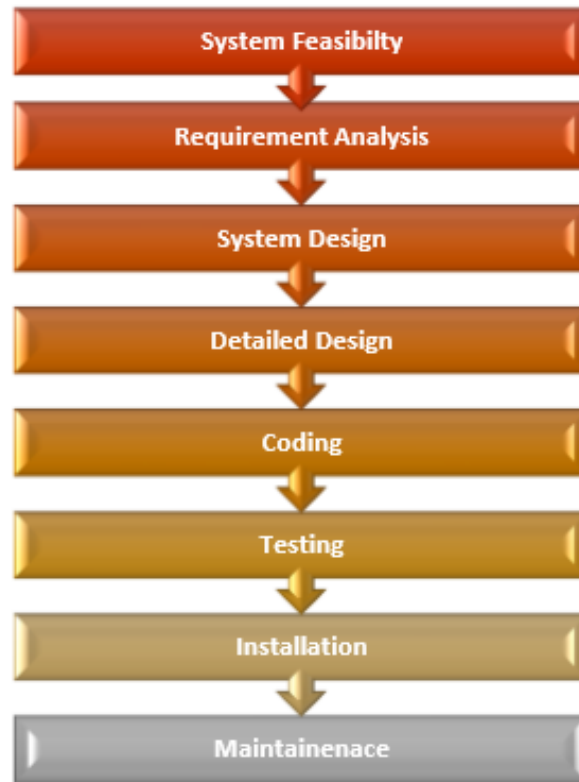 System Feasibilty
Requirement Analysis
System Design
Detailed Design
Coding
Testing
Installation
Maintainenace